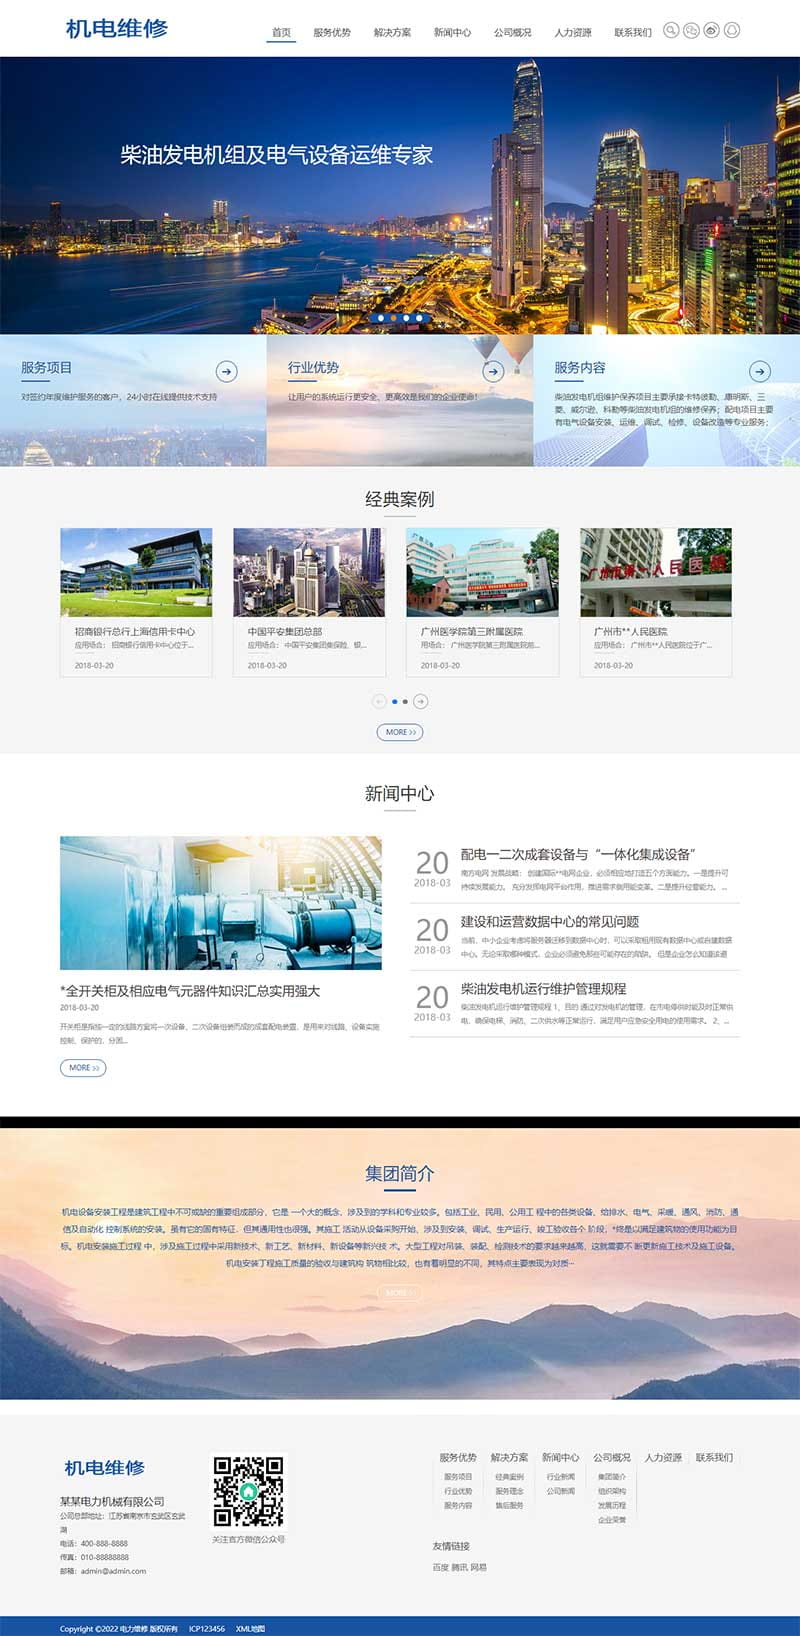 机电维修
首页 服务优势 解决方案 新闻中心 公司概况 人力资源 联系我们
柴油发电机组及电气设备运维专家
服务项目
对签约年度维护服务的客户，24小时在线提供技术支持
行业优势
让用户的系统运行更安全、更高效是我们的企业使命!
服务内容
柴油发电机组维护保养项目主要承接卡特彼勒、康明斯、三
菱、威尔逊、科勒等柴油发电机组的维修保养；配电项目主要
有电气设备安装、运维、调试、检修、设备改造等专业服务；
经典案例
广州市第一人民医院
招商银行总行上海信用卡中心
应用场合： 招商银行信用卡中心位于...
2018-03-20
中国平安集团总部
应用场合： 中国平安集团集保险、银...
2018-03-20
广州医学院第三附属医院
用场合： 广州医学院第三附属医院前...
2018-03-20
广州市**人民医院
应用场合： 广州市**人民医院位于广...
2018-03-20
MORE >>
新闻中心
*全开关柜及相应电气元器件知识汇总实用强大
2018-03-20
开关柜是指按一定的线路方案将一次设备、二次设备组装而成的成套配电装置，是用来对线路、设备实施
控制、保护的，分固...
MORE >>
20
2018-03
配电一二次成套设备与“一体化集成设备”
南方电网 发展战略： 创建国际**电网企业，必须相应地打造五个方面能力。一是提升可
持续发展能力。 充分发挥电网平台作用，推进需求侧用能变革。二是提升经营能力。 ...
20
2018-03
建设和运营数据中心的常见问题
当前，中小企业考虑将服务器迁移到数据中心时，可以采取租用现有数据中心或自建数据
中心。无论采取哪种模式，企业必须避免那些可能存在的陷阱。 但是企业怎么知道该避
20
2018-03
柴油发电机运行维护管理规程
柴油发电机运行维护管理规程 1、目的 通过对发电机的管理，在市电停供时能及时正常供
电，确保电梯、消防、二次供水等正常运行，满足用户应急安全用电的使用需求。 2、...
集团简介
机电设备安装工程是建筑工程中不可或缺的重要组成部分，它是 一个大的概念，涉及到的学科和专业较多。包括工业、民用、公用工 程中的各类设备、给排水、电气、采暖、通风、消防、通
信及自动化 控制系统的安装。虽有它的固有特征，但其通用性也很强。其施工 活动从设备采购开始、涉及到安装、调试、生产运行、竣工验收各个 阶段，*终是以满足建筑物的使用功能为目
标。机电安装施工过程 中，涉及施工过程中采用新技术、新工艺、新材料、新设备等新兴技 术。大型工程对吊装、装配、检测技术的要求越来越高，这就需要不 断更新施工技术及施工设备。
机电安装工程施工质量的验收与建筑构 筑物相比较，也有着明显的不同，其特点主要表现为对质…
MORE >>
机电维修
某某电力机械有限公司
公司总部地址：江苏省南京市玄武区玄武
湖
电话：400-888-8888
传真：010-88888888
邮箱：admin@admin.com
关注官方微信公众号
服务优势 解决方案 新闻中心 公司概况 人力资源 联系我们
服务项目 经典案例 行业新闻 集团简介
行业优势 服务理念 公司新闻 组织架构
服务内容 售后服务 发展历程
企业荣誉
友情链接
百度 腾讯 网易
Copyright ©2022 电力维修 版权所有 ICP123456 XML地图